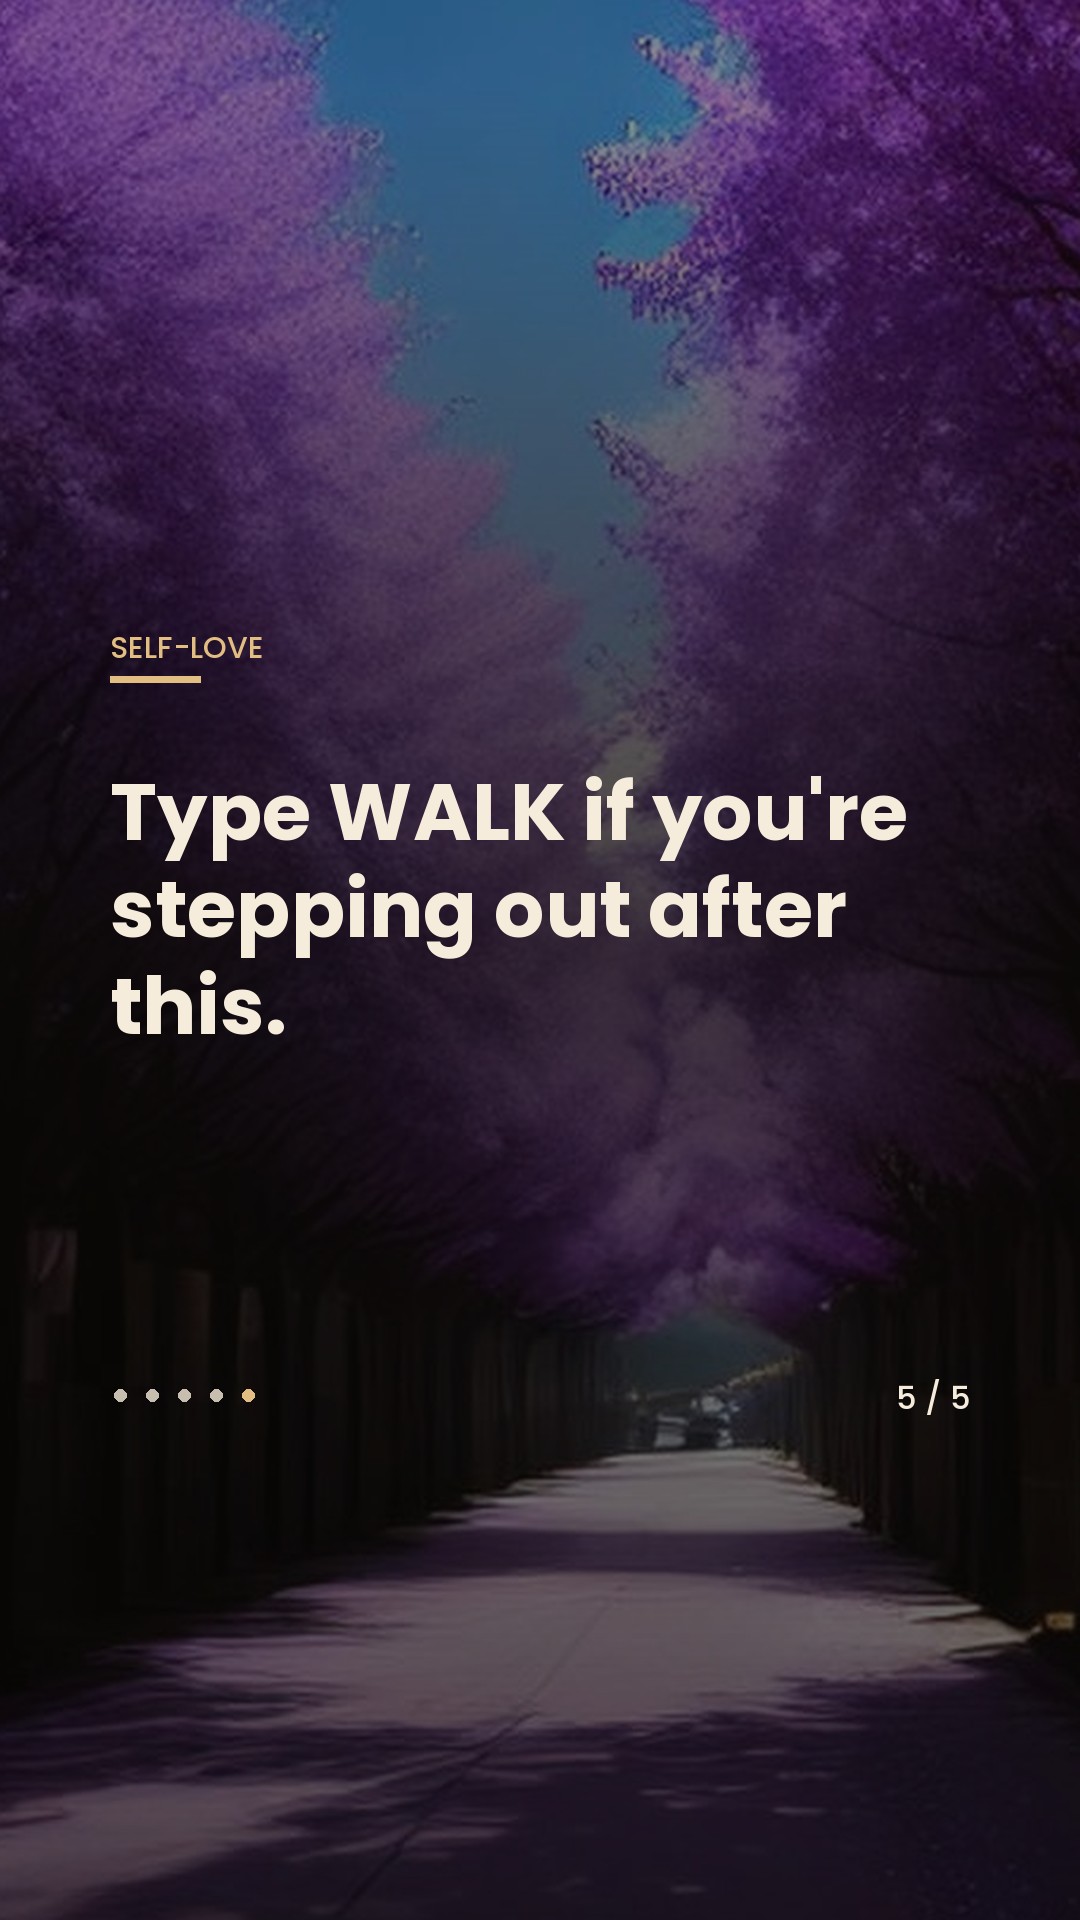 SELF-LOVE
Type WALK if you're
stepping out after
this.
5 / 5